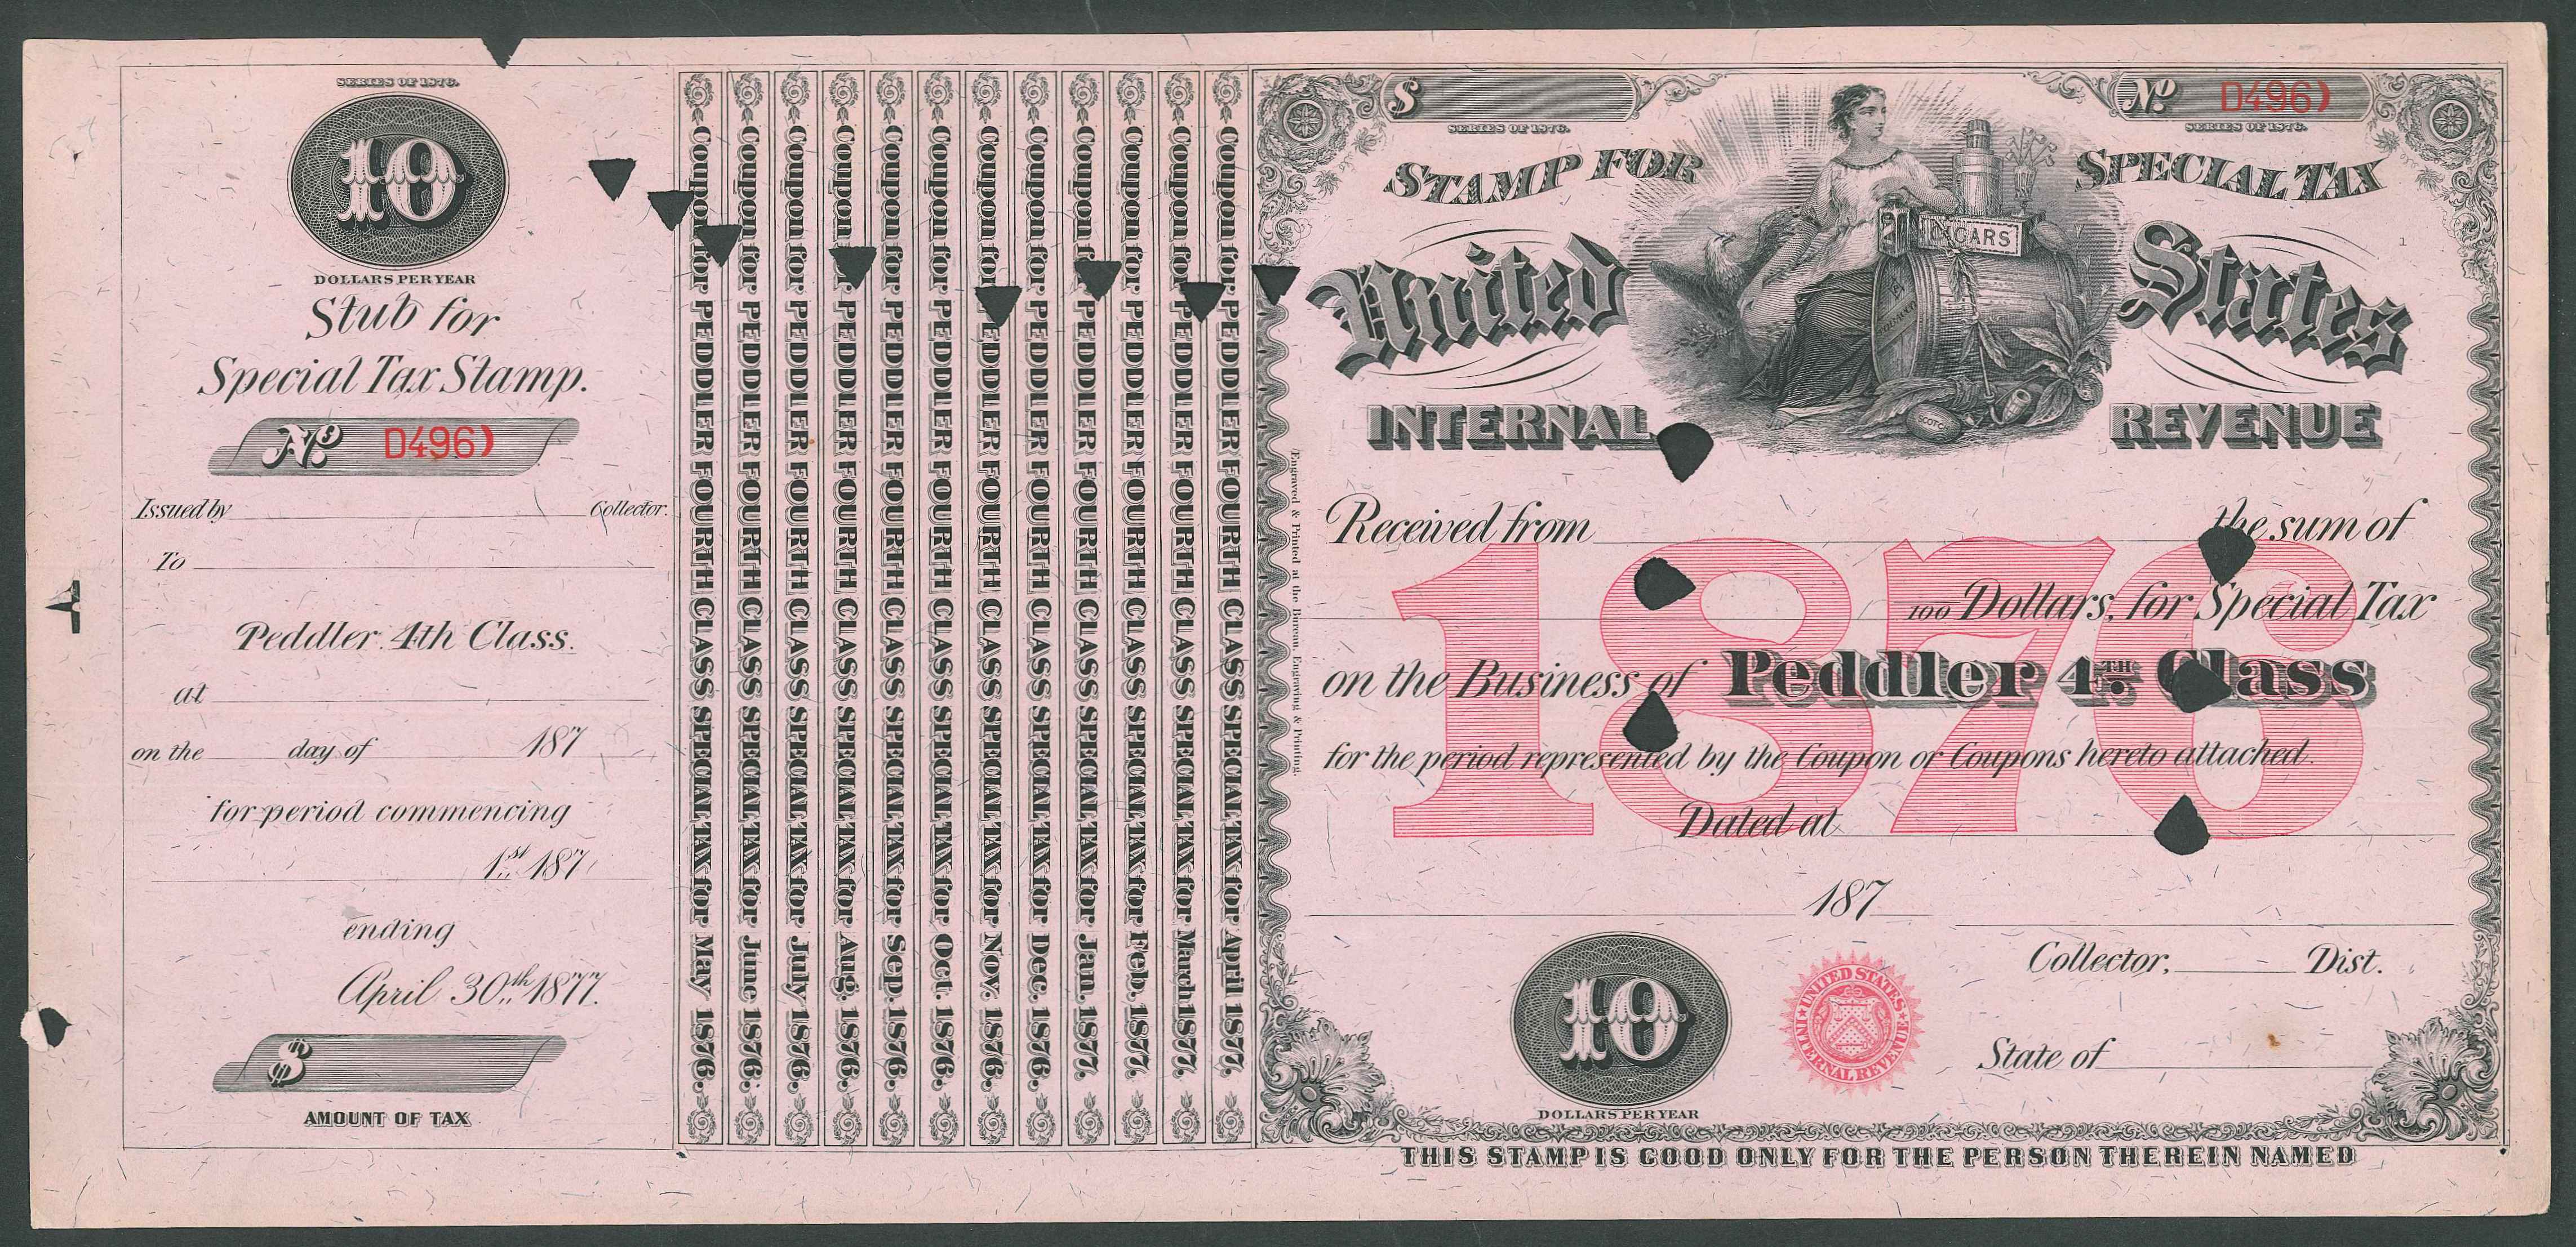 SERIES OF 1876.
10
DOLLARS PER YEAR
Stub for
Special Tax Stamp.
No. D496)
Issued by Collector.
To
Peddler 4th Class.
at
on the day of 187
for period commencing
1st 187
ending
April 30th 1877.
$
AMOUNT OF TAX
Coupon for PEDDLER FOURTH CLASS SPECIAL TAX for May 1876.
Coupon for PEDDLER FOURTH CLASS SPECIAL TAX for June 1876.
Coupon for PEDDLER FOURTH CLASS SPECIAL TAX for July 1876.
Coupon for PEDDLER FOURTH CLASS SPECIAL TAX for Aug. 1876.
Coupon for PEDDLER FOURTH CLASS SPECIAL TAX for Sep. 1876.
Coupon for PEDDLER FOURTH CLASS SPECIAL TAX for Oct. 1876.
Coupon for PEDDLER FOURTH CLASS SPECIAL TAX for Nov. 1876.
Coupon for PEDDLER FOURTH CLASS SPECIAL TAX for Dec. 1876.
Coupon for PEDDLER FOURTH CLASS SPECIAL TAX for Jan. 1877.
Coupon for PEDDLER FOURTH CLASS SPECIAL TAX for Feb. 1877.
Coupon for PEDDLER FOURTH CLASS SPECIAL TAX for March 1877.
Coupon for PEDDLER FOURTH CLASS SPECIAL TAX for April 1877.
Engraved & Printed at the Bureau, Engraving & Printing.
$
SERIES OF 1876.
No. D496)
SERIES OF 1876.
STAMP FOR SPECIAL TAX
CIGARS
United States
SCOTCH
INTERNAL REVENUE
Received from the sum of
1876
100 Dollars, for Special Tax
on the Business of Peddler 4TH Class
for the period represented by the Coupon or Coupons hereto attached.
Dated at
187
Collector, Dist.
State of
10
DOLLARS PER YEAR
UNITED STATES INTERNAL REVENUE
THIS STAMP IS GOOD ONLY FOR THE PERSON THEREIN NAMED